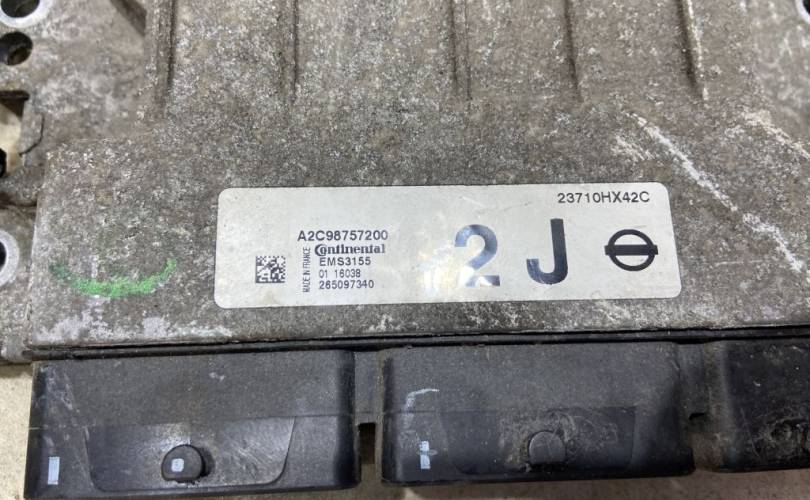 23710HX42C
A2C98757200
Continental
MADE IN FRANCE
EMS3155
01 16038
265097340
2 J